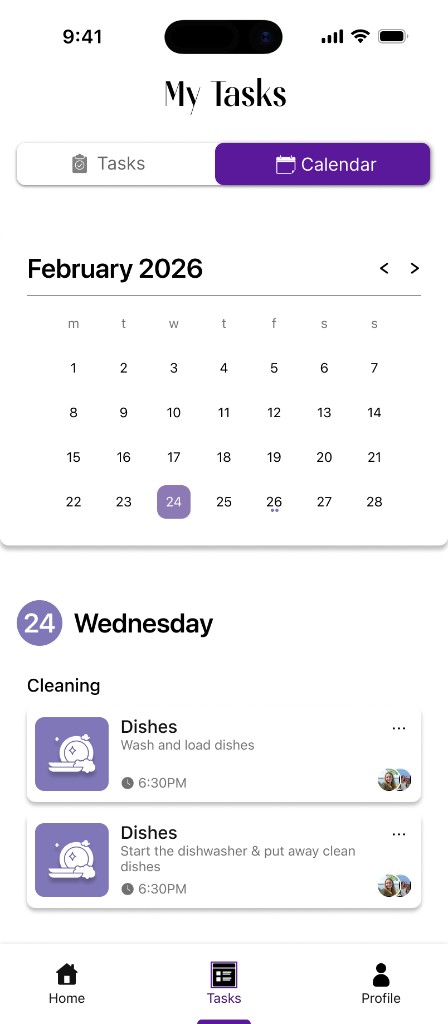 9:41
My Tasks
Tasks Calendar
February 2026 < >
m t w t f s s
1 2 3 4 5 6 7
8 9 10 11 12 13 14
15 16 17 18 19 20 21
22 23 24 25 26 27 28
24 Wednesday
Cleaning
Dishes ...
Wash and load dishes
6:30PM
Dishes ...
Start the dishwasher & put away clean
dishes
6:30PM
Home Tasks Profile